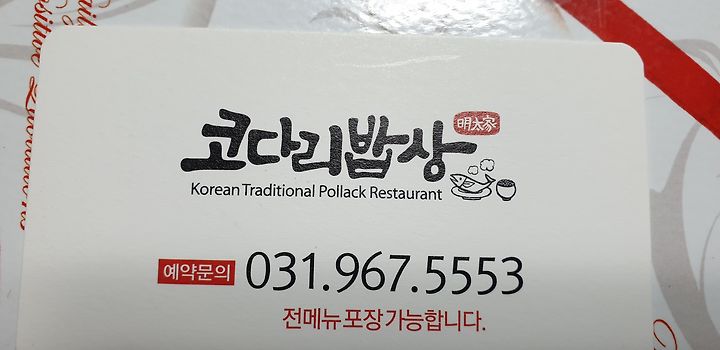 코다리밥상 明太家
Korean Traditional Pollack Restaurant
예약문의 031.967.5553
전메뉴 포장 가능합니다.